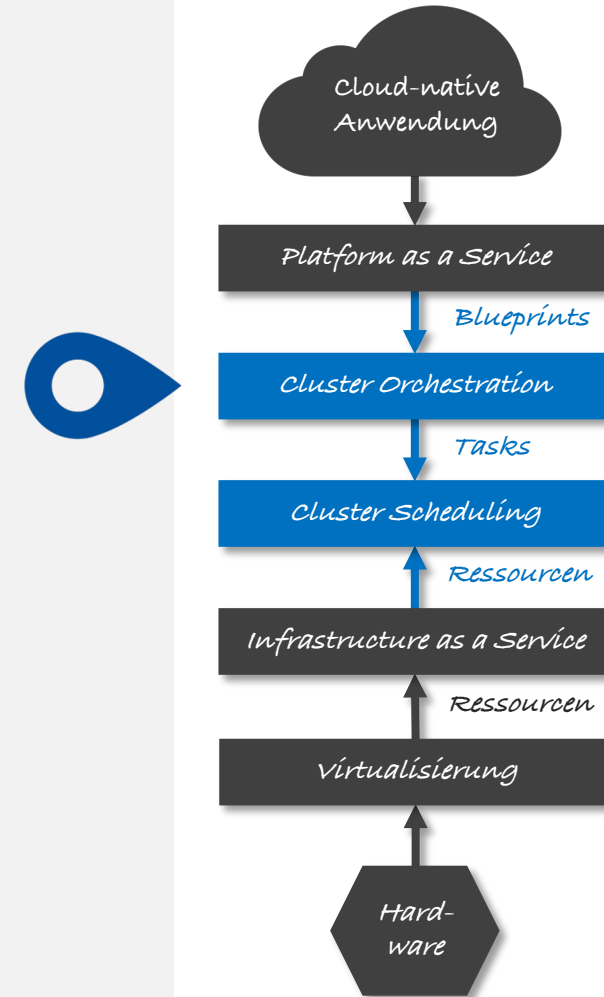 Cloud-native
Anwendung
Platform as a Service
Blueprints
Cluster Orchestration
Tasks
Cluster Scheduling
Ressourcen
Infrastructure as a Service
Ressourcen
Virtualisierung
Hard-
ware